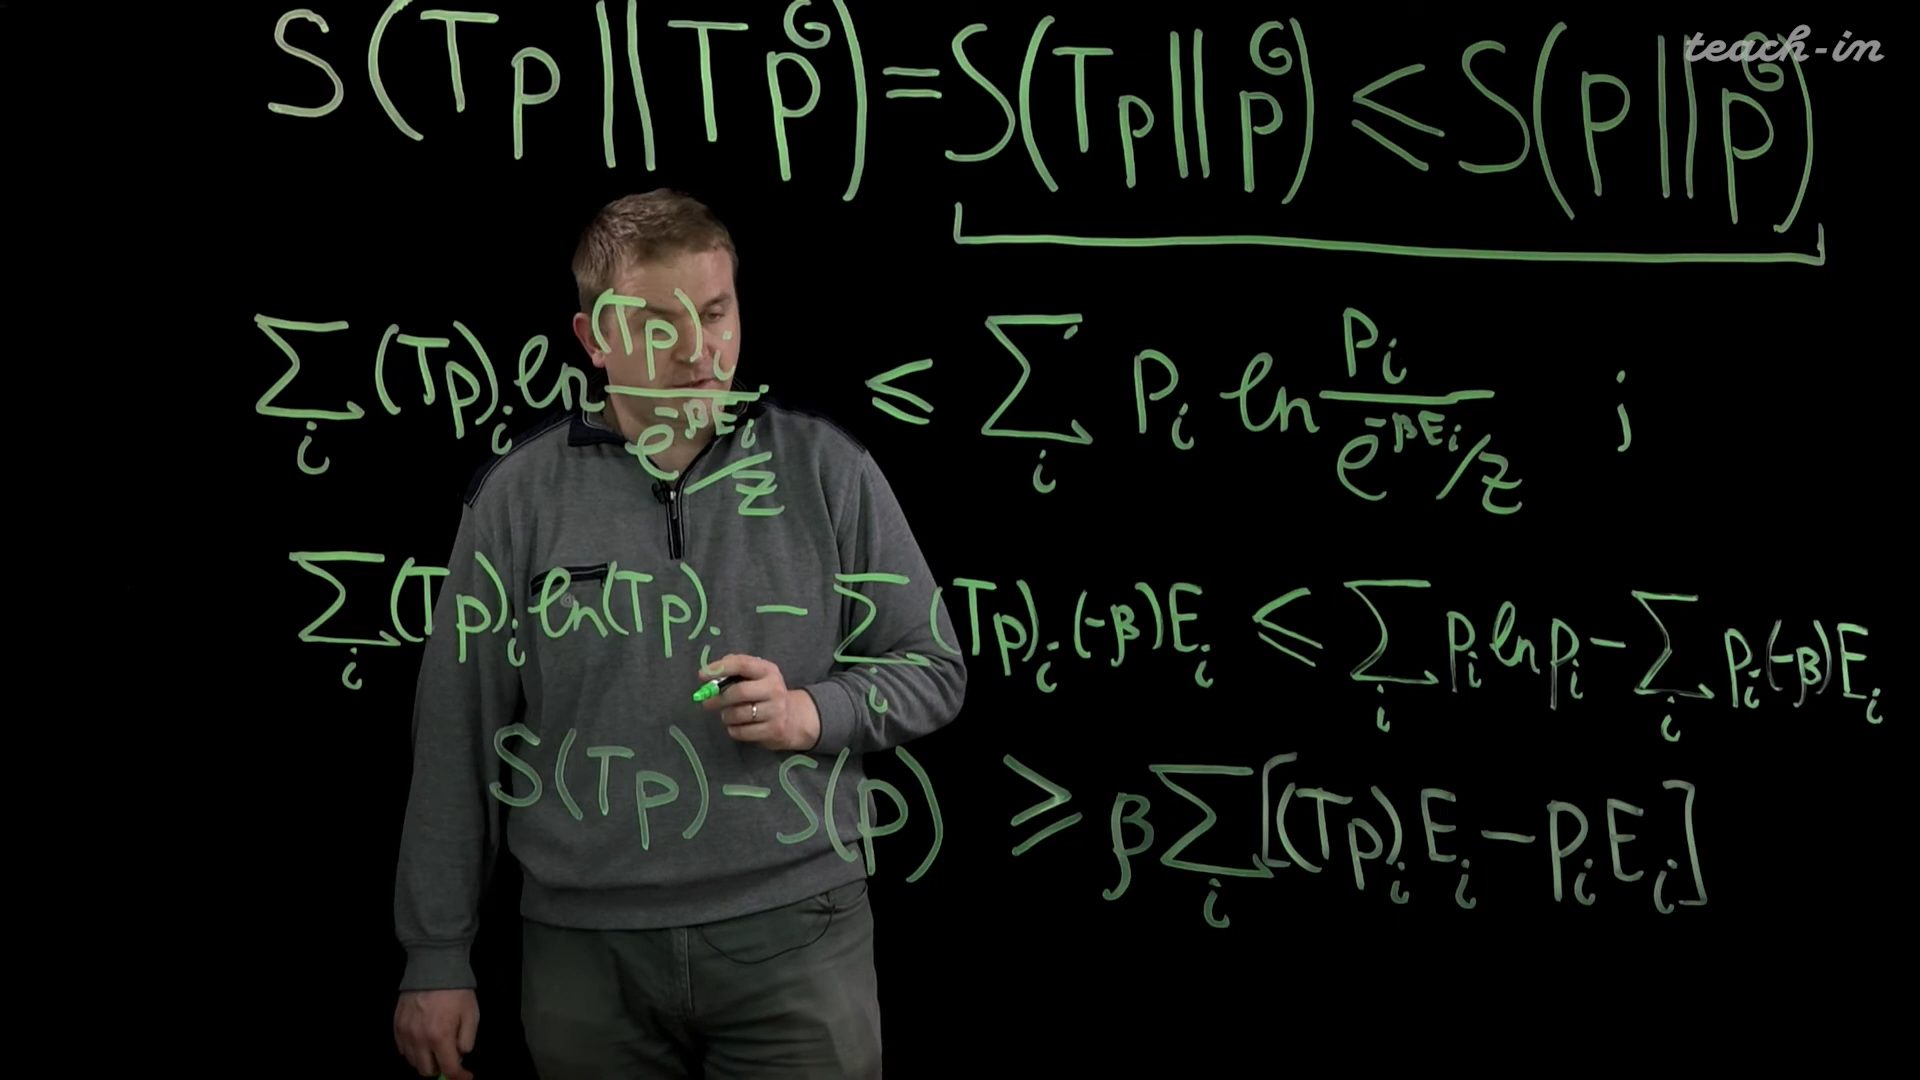 teach-in
S(Tp||Tp^G) = S(Tp||p^G) ≤ S(p||p^G)
∑_i (Tp)_i ln (Tp)_i / (e^{-βE_i}/Z) ≤ ∑_i p_i ln p_i / (e^{-βE_i}/Z) ;
∑_i (Tp)_i ln(Tp)_i − ∑_i (Tp)_i (-β)E_i ≤ ∑_i p_i ln p_i − ∑_i p_i (-β)E_i
S(Tp) − S(p) ≥ β∑_i [(Tp)_i E_i − p_i E_i]